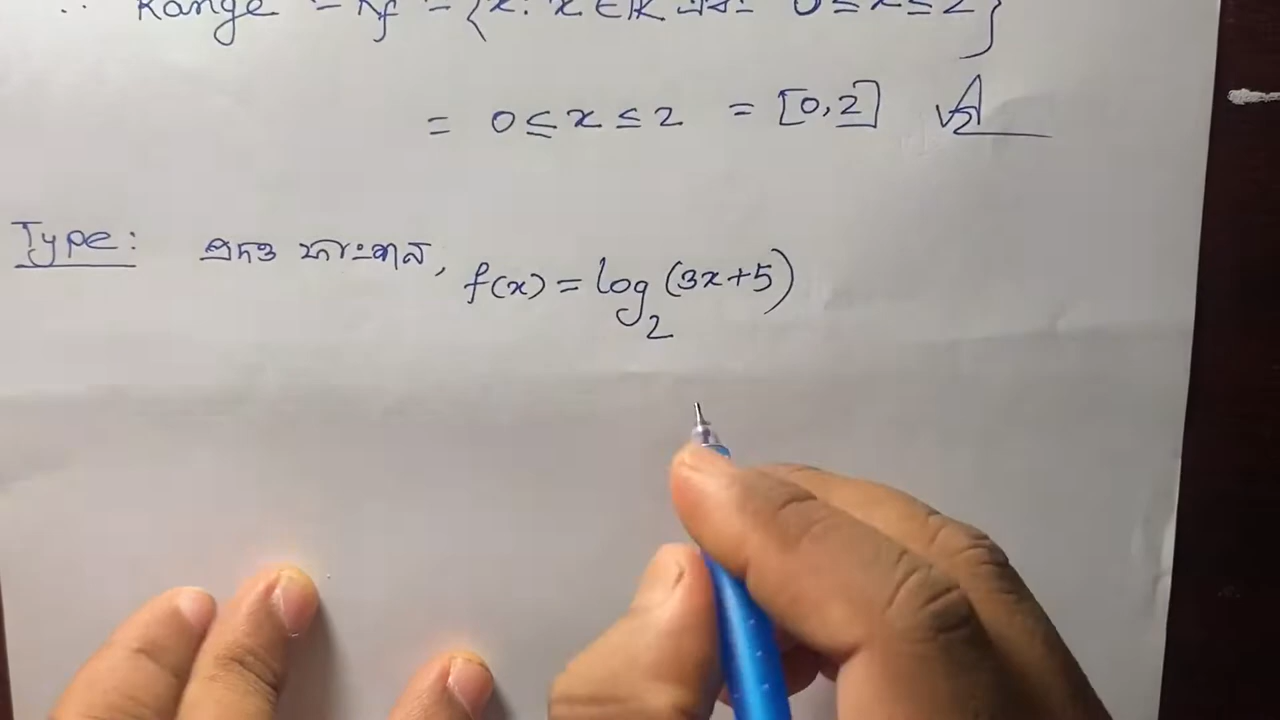 ∴ Range = Rf = {x: x∈ℝ এবং 0≤x≤2}
= 0≤x≤2 = [0,2]
Type: প্রদত্ত ফাংশন, f(x) = log₂(3x+5)